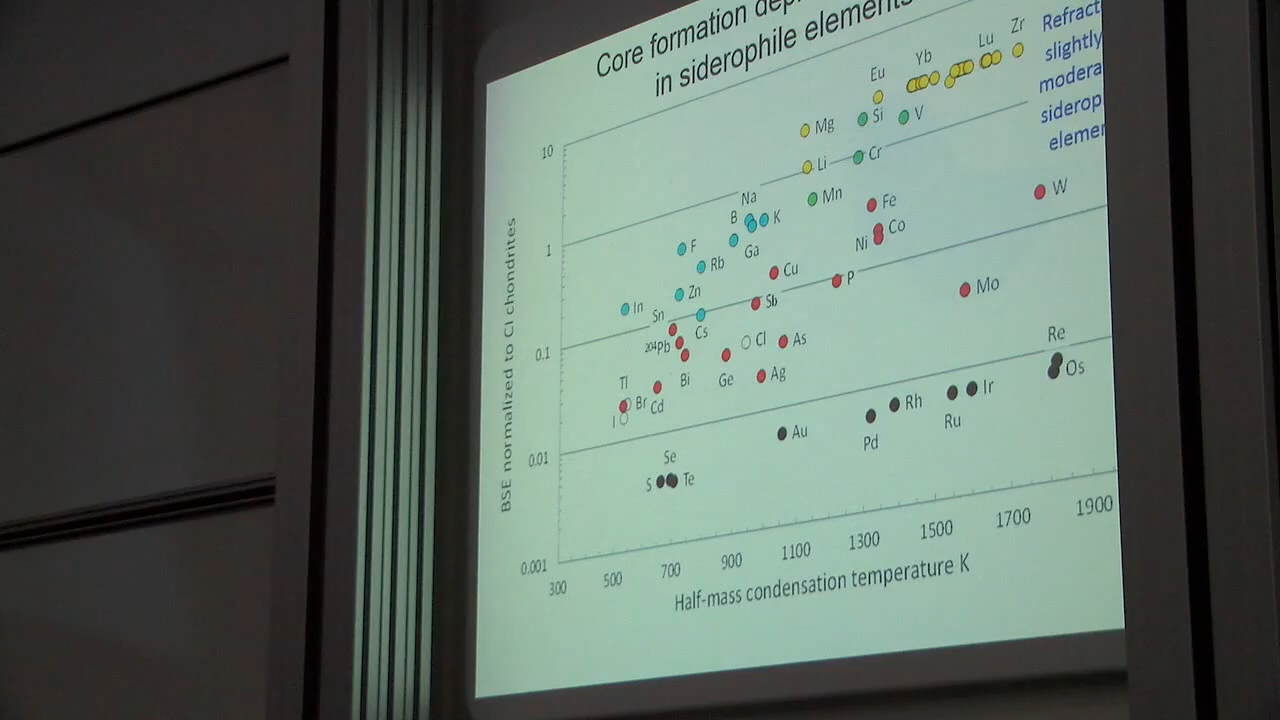 Core formation
in siderophile elements
Refract
slightly
modera
siderop
elemen
Zr
Lu
Yb
Eu
Mg
Si
V
Li
Cr
Na
Mn
B
K
Fe
W
F
Ga
Ni
Co
Rb
Cu
P
In
Zn
Sb
Mo
Sn
Cs
204Pb
Cl
As
Re
Tl
Bi
Ge
Ag
Os
I
Br
Cd
Rh
Ir
Au
Pd
Ru
Se
S
Te
10
1
0.1
0.01
0.001
BSE normalized to CI chondrites
300 500 700 900 1100 1300 1500 1700 1900
Half-mass condensation temperature K